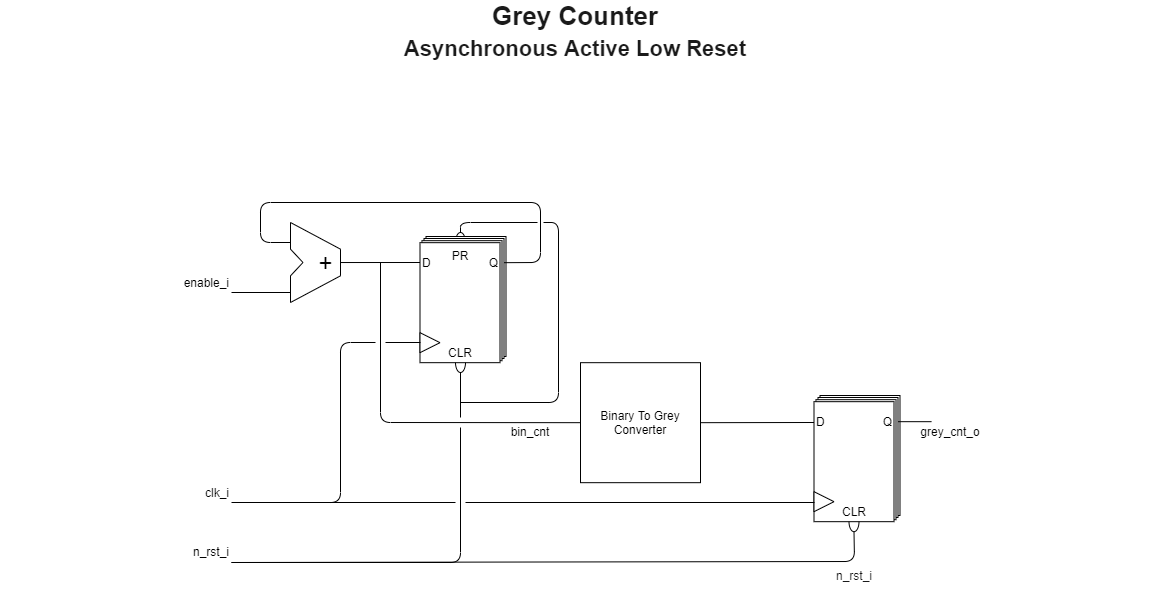 Grey Counter
Asynchronous Active Low Reset
PR
D
Q
+
enable_i
CLR
Binary To Grey
Converter
D
Q
bin_cnt
grey_cnt_o
clk_i
CLR
n_rst_i
n_rst_i